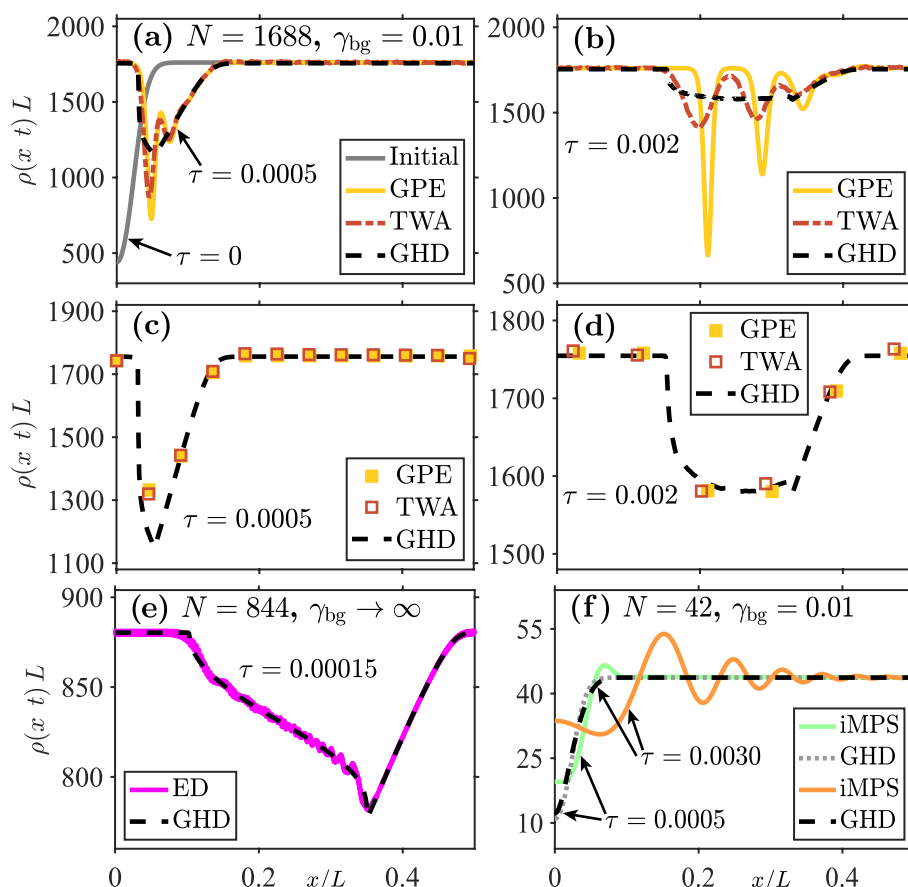 (a) N = 1688, γbg = 0.01
(b)
2000
1500
1000
500
ρ(x t) L
τ = 0.0005
τ = 0
Initial
GPE
TWA
GHD
2000
1500
1000
500
τ = 0.002
GPE
TWA
GHD
(c)
1900
1700
1500
1300
1100
ρ(x t) L
τ = 0.0005
GPE
TWA
GHD
(d)
1800
1700
1600
1500
τ = 0.002
GPE
TWA
GHD
(e) N = 844, γbg → ∞
900
850
800
ρ(x t) L
τ = 0.00015
ED
GHD
0 0.2 x/L 0.4
(f) N = 42, γbg = 0.01
55
40
25
10
τ = 0.0030
τ = 0.0005
iMPS
GHD
iMPS
GHD
0 0.2 x/L 0.4